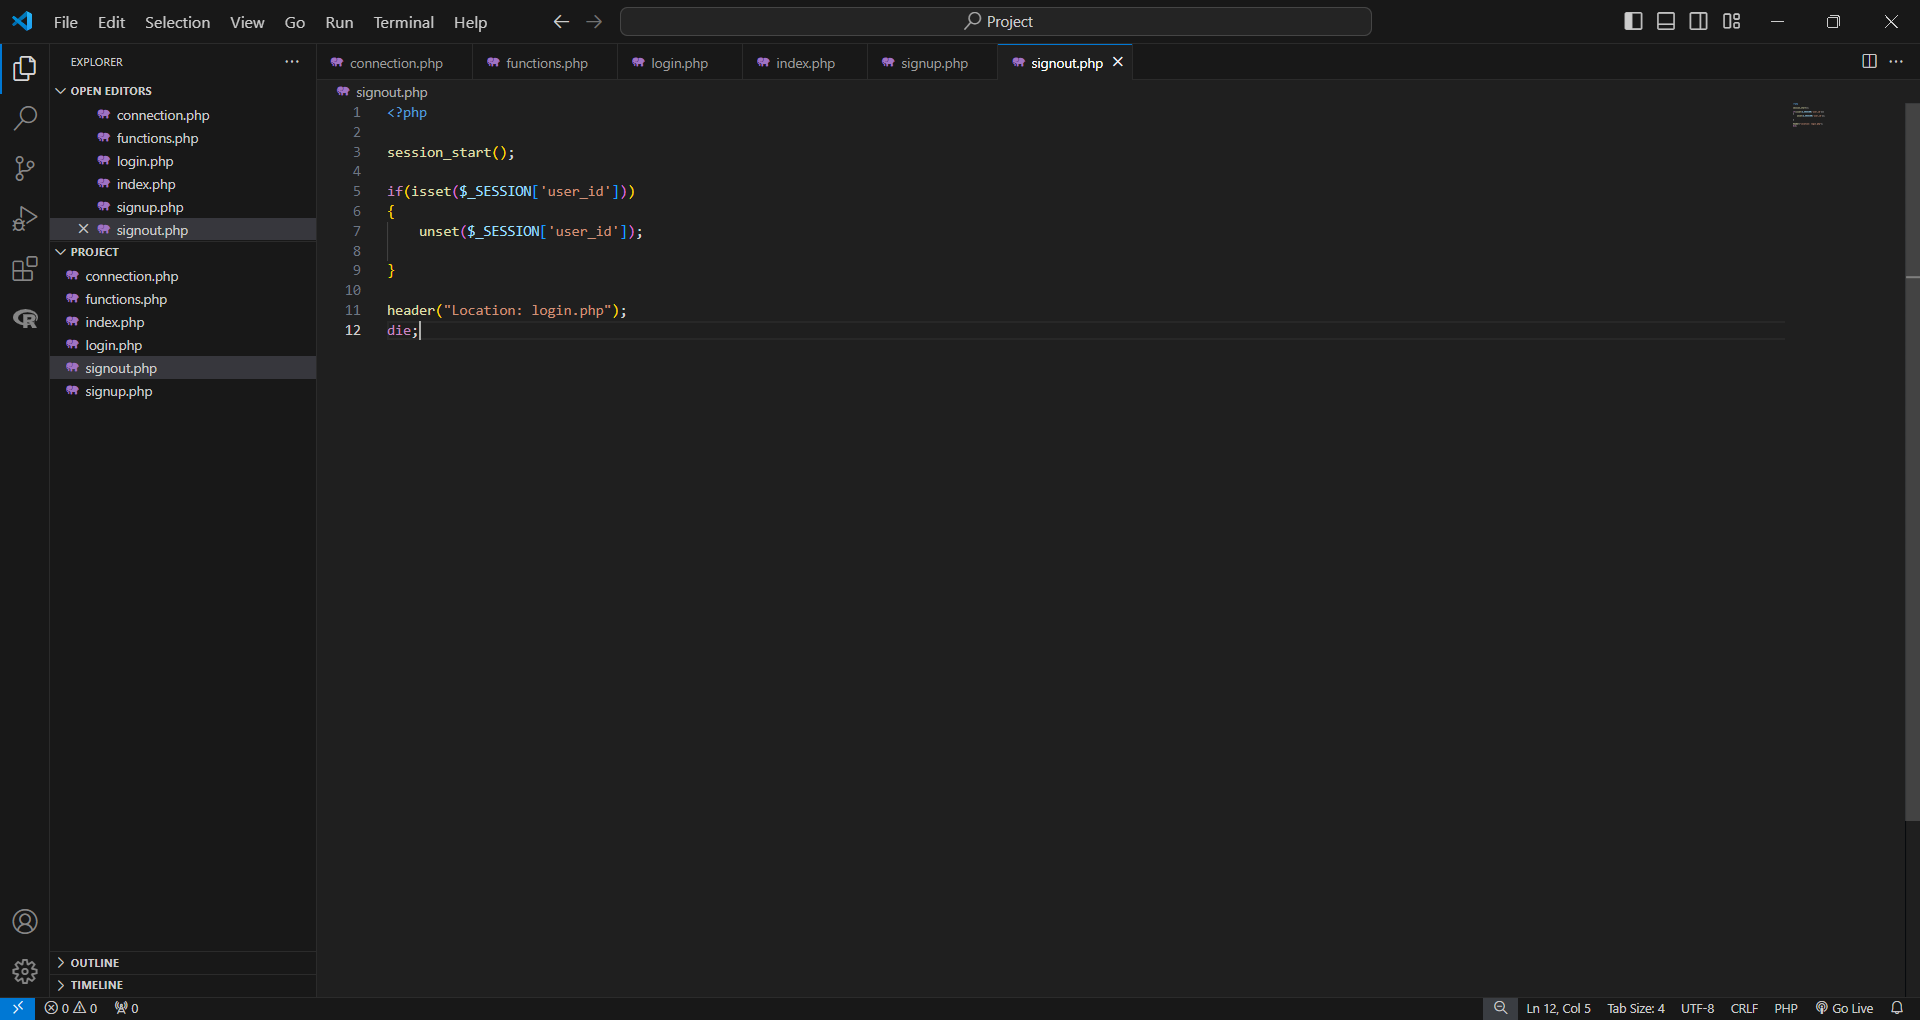 File Edit Selection View Go Run Terminal Help
Project
EXPLORER
OPEN EDITORS
connection.php
functions.php
login.php
index.php
signup.php
signout.php
PROJECT
connection.php
functions.php
index.php
login.php
signout.php
signup.php
OUTLINE
TIMELINE
connection.php functions.php login.php index.php signup.php signout.php
signout.php
1 <?php
2
3 session_start();
4
5 if(isset($_SESSION['user_id']))
6 {
7     unset($_SESSION['user_id']);
8
9 }
10
11 header("Location: login.php");
12 die;
0 0 0
Ln 12, Col 5 Tab Size: 4 UTF-8 CRLF PHP Go Live